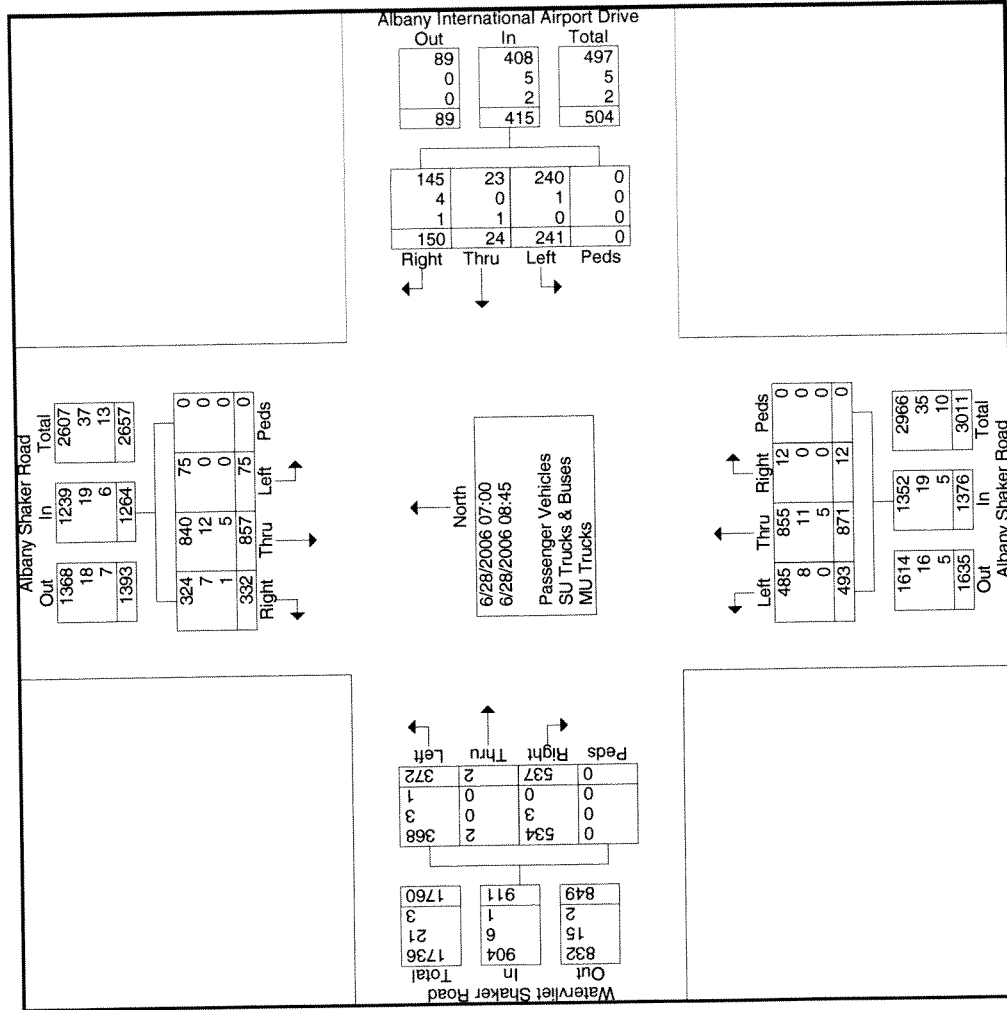 Albany International Airport Drive
Out In Total
89 408 497
0 5 5
0 2 2
89 415 504
145 23 240 0
4 0 1 0
1 1 0 0
150 24 241 0
Right Thru Left Peds
Albany Shaker Road
Out In Total
1368 1239 2607
18 19 37
7 6 13
1393 1264 2657
324 840 75 0
7 12 0 0
1 5 0 0
332 857 75 0
Right Thru Left Peds
North
6/28/2006 07:00
6/28/2006 08:45
Passenger Vehicles
SU Trucks & Buses
MU Trucks
Left Thru Right Peds
485 855 12 0
8 11 0 0
0 5 0 0
493 871 12 0
1614 1352 2966
16 19 35
5 5 10
1635 1376 3011
Out In Total
Albany Shaker Road
Left Thru Right Peds
372 2 537 0
1 0 0 0
3 0 3 0
368 2 534 0
1760 911 849
3 1 2
21 6 15
1736 904 832
Total In Out
Watervliet Shaker Road